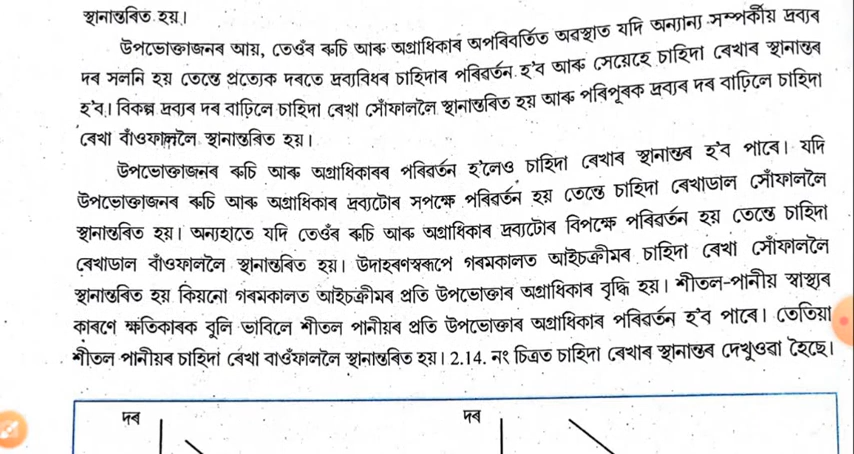 স্থানান্তৰিত হয়।
উপভোক্তাজনৰ আয়, তেওঁৰ ৰুচি আৰু অগ্ৰাধিকাৰ অপৰিবৰ্তিত অৱস্থাত যদি অন্যান্য সম্পৰ্কীয় দ্ৰব্যৰ
দৰ সলনি হয় তেন্তে প্ৰত্যেক দৰতে দ্ৰব্যবিধৰ চাহিদাৰ পৰিৱৰ্তন হ'ব আৰু সেয়েহে চাহিদা ৰেখাৰ স্থানান্তৰ
হ'ব। বিকল্প দ্ৰব্যৰ দৰ বাঢ়িলে চাহিদা ৰেখা সোঁফাললৈ স্থানান্তৰিত হয় আৰু পৰিপূৰক দ্ৰব্যৰ দৰ বাঢ়িলে চাহিদা
ৰেখা বাঁওফাললৈ স্থানান্তৰিত হয়।
উপভোক্তাজনৰ ৰুচি আৰু অগ্ৰাধিকাৰৰ পৰিৱৰ্তন হ'লেও চাহিদা ৰেখাৰ স্থানান্তৰ হ'ব পাৰে। যদি
উপভোক্তাজনৰ ৰুচি আৰু অগ্ৰাধিকাৰ দ্ৰব্যটোৰ সপক্ষে পৰিৱৰ্তন হয় তেন্তে চাহিদা ৰেখাডাল সোঁফাললৈ
স্থানান্তৰিত হয়। অন্যহাতে যদি তেওঁৰ ৰুচি আৰু অগ্ৰাধিকাৰ দ্ৰব্যটোৰ বিপক্ষে পৰিৱৰ্তন হয় তেন্তে চাহিদা
ৰেখাডাল বাঁওফাললৈ স্থানান্তৰিত হয়। উদাহৰণস্বৰূপে গৰমকালত আইচক্ৰীমৰ চাহিদা ৰেখা সোঁফাললৈ
স্থানান্তৰিত হয় কিয়নো গৰমকালত আইচক্ৰীমৰ প্ৰতি উপভোক্তাৰ অগ্ৰাধিকাৰ বৃদ্ধি হয়। শীতল-পানীয় স্বাস্থ্যৰ
কাৰণে ক্ষতিকাৰক বুলি ভাবিলে শীতল পানীয়ৰ প্ৰতি উপভোক্তাৰ অগ্ৰাধিকাৰ পৰিৱৰ্তন হ'ব পাৰে। তেতিয়া
শীতল পানীয়ৰ চাহিদা ৰেখা বাওঁফাললৈ স্থানান্তৰিত হয়। 2.14. নং চিত্ৰত চাহিদা ৰেখাৰ স্থানান্তৰ দেখুওৱা হৈছে।
দৰ
দৰ